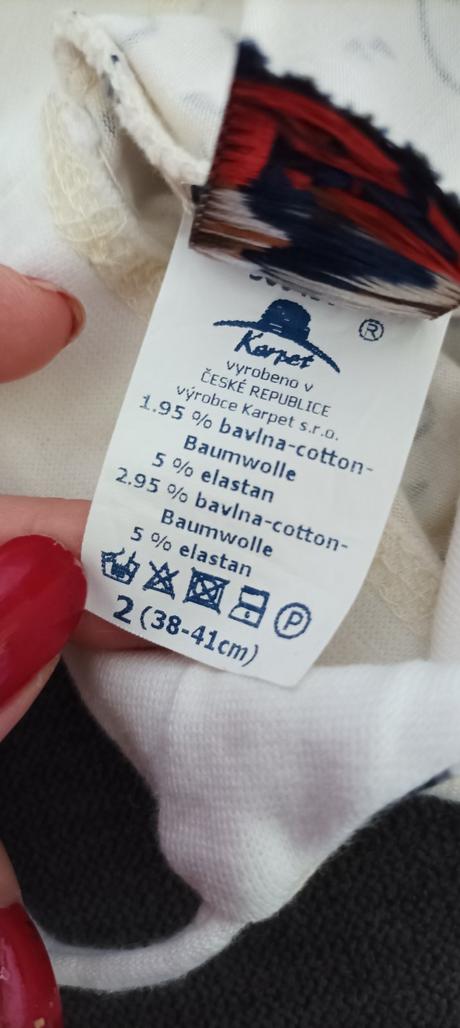 Karpet ®
vyrobeno v
ČESKÉ REPUBLICE
výrobce Karpet s.r.o.
1.95 % bavlna-cotton-
Baumwolle
5 % elastan
2.95 % bavlna-cotton-
Baumwolle
5 % elastan
P
2 (38-41cm)